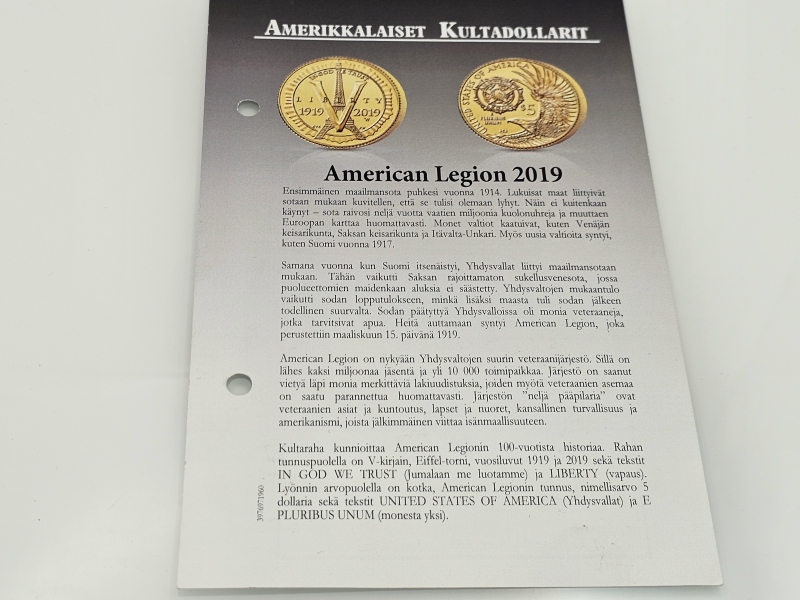 AMERIKKALAISET KULTADOLLARIT
IN GOD WE TRUST
LIBERTY
1919 2019
W
UNITED STATES OF AMERICA
$5
PLURIBUS
UNUM
American Legion 2019
Ensimmäinen maailmansota puhkesi vuonna 1914. Lukuisat maat liittyivät
sotaan mukaan kuvitellen, että se tulisi olemaan lyhyt. Näin ei kuitenkaan
käynyt – sota raivosi neljä vuotta vaatien miljoonia kuolonuhreja ja muuttaen
Euroopan karttaa huomattavasti. Monet valtiot kaatuivat, kuten Venäjän
keisarikunta, Saksan keisarikunta ja Itävalta-Unkari. Myös uusia valtioita syntyi,
kuten Suomi vuonna 1917.
Samana vuonna kun Suomi itsenäistyi, Yhdysvallat liittyi maailmansotaan
mukaan. Tähän vaikutti Saksan rajoittamaton sukellusvenesota, jossa
puolueettomien maidenkaan aluksia ei säästetty. Yhdysvaltojen mukaantulo
vaikutti sodan lopputulokseen, minkä lisäksi maasta tuli sodan jälkeen
todellinen suurvalta. Sodan päätyttyä Yhdysvalloissa oli monia veteraaneja,
jotka tarvitsivat apua. Heitä auttamaan syntyi American Legion, joka
perustettiin maaliskuun 15. päivänä 1919.
American Legion on nykyään Yhdysvaltojen suurin veteraanijärjestö. Sillä on
lähes kaksi miljoonaa jäsentä ja yli 10 000 toimipaikkaa. Järjestö on saanut
vietyä läpi monia merkittäviä lakiuudistuksia, joiden myötä veteraanien asemaa
on saatu parannettua huomattavasti. Järjestön ”neljä pääpilaria” ovat
veteraanien asiat ja kuntoutus, lapset ja nuoret, kansallinen turvallisuus ja
amerikanismi, joista jälkimmäinen viittaa isänmaallisuuteen.
Kultaraha kunnioittaa American Legionin 100-vuotista historiaa. Rahan
tunnuspuolella on V-kirjain, Eiffel-torni, vuosiluvut 1919 ja 2019 sekä tekstit
IN GOD WE TRUST (Jumalaan me luotamme) ja LIBERTY (vapaus).
Lyönnin arvopuolella on kotka, American Legionin tunnus, nimellisarvo 5
dollaria sekä tekstit UNITED STATES OF AMERICA (Yhdysvallat) ja E
PLURIBUS UNUM (monesta yksi).
3976971960